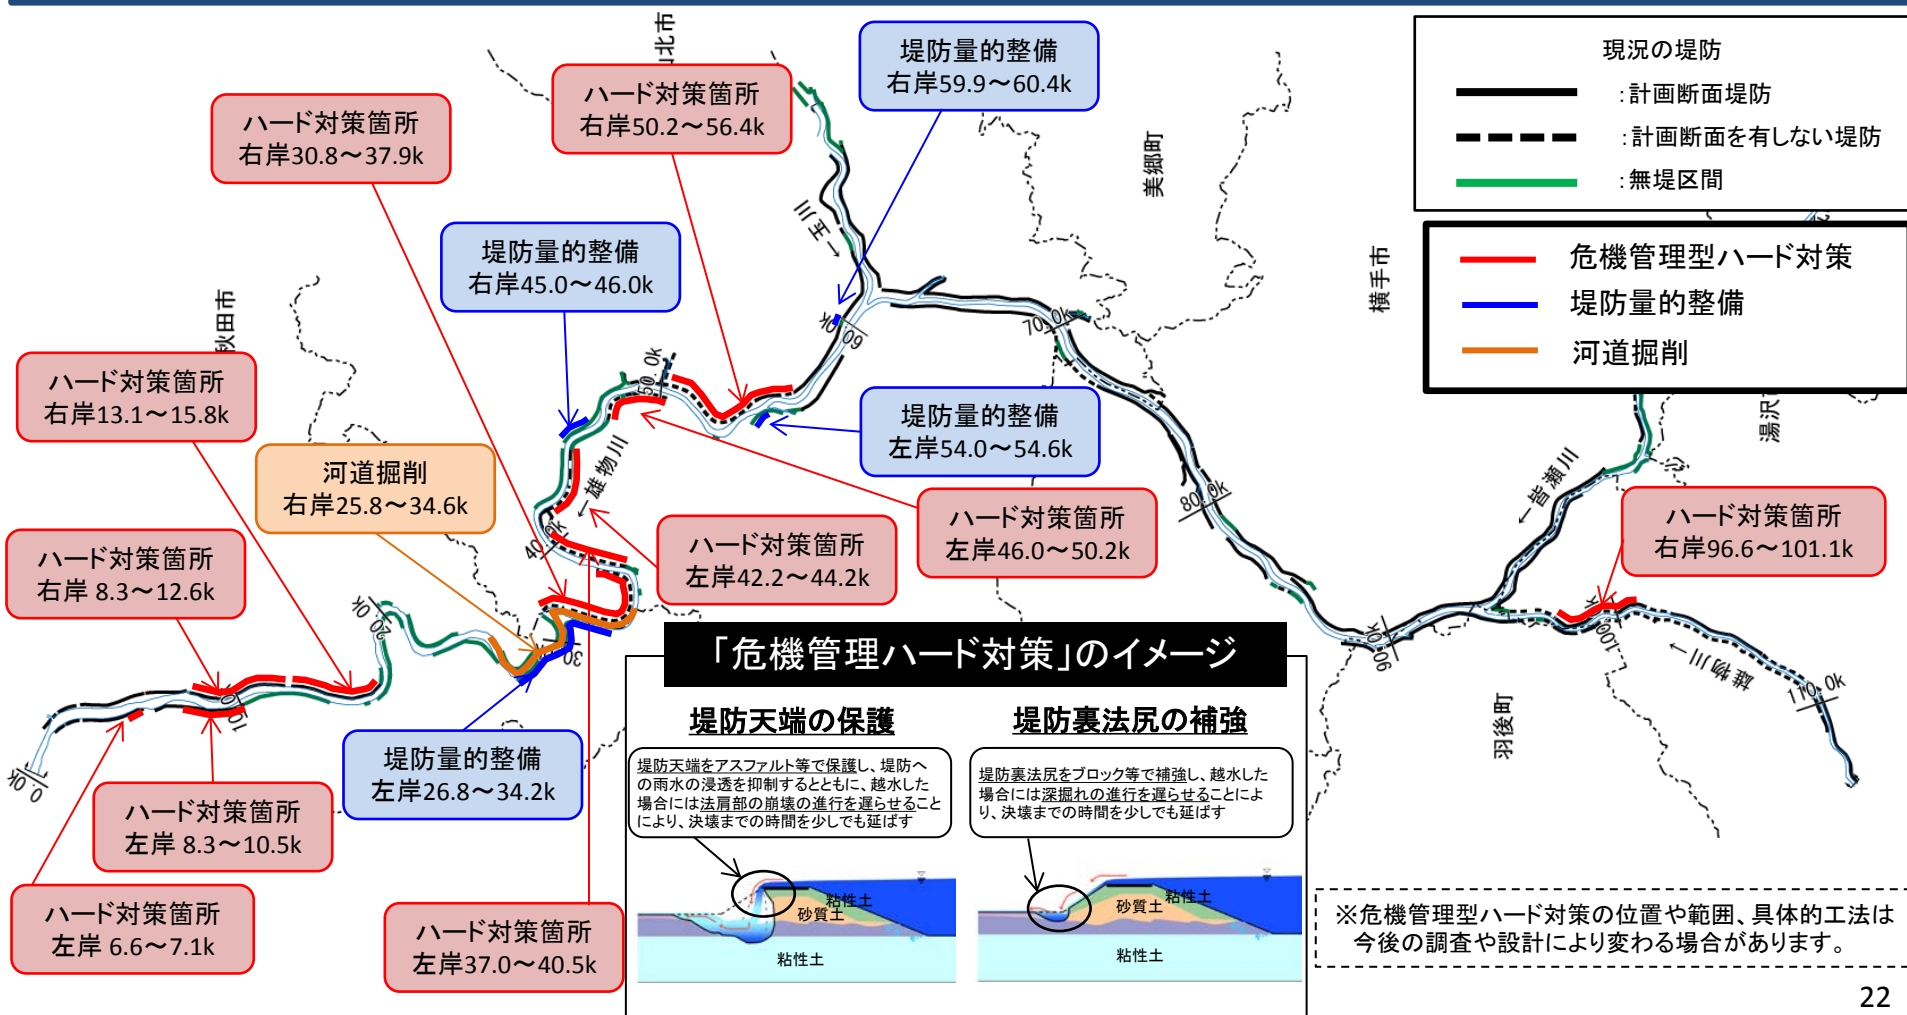 山北市
堤防量的整備
右岸59.9～60.4k
ハード対策箇所
右岸50.2～56.4k
ハード対策箇所
右岸30.8～37.9k
現況の堤防
：計画断面堤防
：計画断面を有しない堤防
：無堤区間
危機管理型ハード対策
堤防量的整備
河道掘削
美郷町
横手市
湯沢
←玉川
堤防量的整備
右岸45.0～46.0k
秋田市
ハード対策箇所
右岸13.1～15.8k
河道掘削
右岸25.8～34.6k
ハード対策箇所
右岸 8.3～12.6k
堤防量的整備
左岸54.0～54.6k
ハード対策箇所
左岸46.0～50.2k
ハード対策箇所
左岸42.2～44.2k
ハード対策箇所
右岸96.6～101.1k
←雄物川
←皆瀬川
←雄物川
羽後町
0.0k
10.0k
20.0k
30.0k
40.0k
50.0k
60.0k
70.0k
80.0k
90.0k
100.0k
110.0k
堤防量的整備
左岸26.8～34.2k
ハード対策箇所
左岸 8.3～10.5k
ハード対策箇所
左岸 6.6～7.1k
ハード対策箇所
左岸37.0～40.5k
「危機管理ハード対策」のイメージ
堤防天端の保護
堤防天端をアスファルト等で保護し、堤防へ
の雨水の浸透を抑制するとともに、越水した
場合には法肩部の崩壊の進行を遅らせること
により、決壊までの時間を少しでも延ばす
粘性土
砂質土
粘性土
堤防裏法尻の補強
堤防裏法尻をブロック等で補強し、越水した
場合には深掘れの進行を遅らせることによ
り、決壊までの時間を少しでも延ばす
粘性土
砂質土
粘性土
※危機管理型ハード対策の位置や範囲、具体的工法は
今後の調査や設計により変わる場合があります。
22